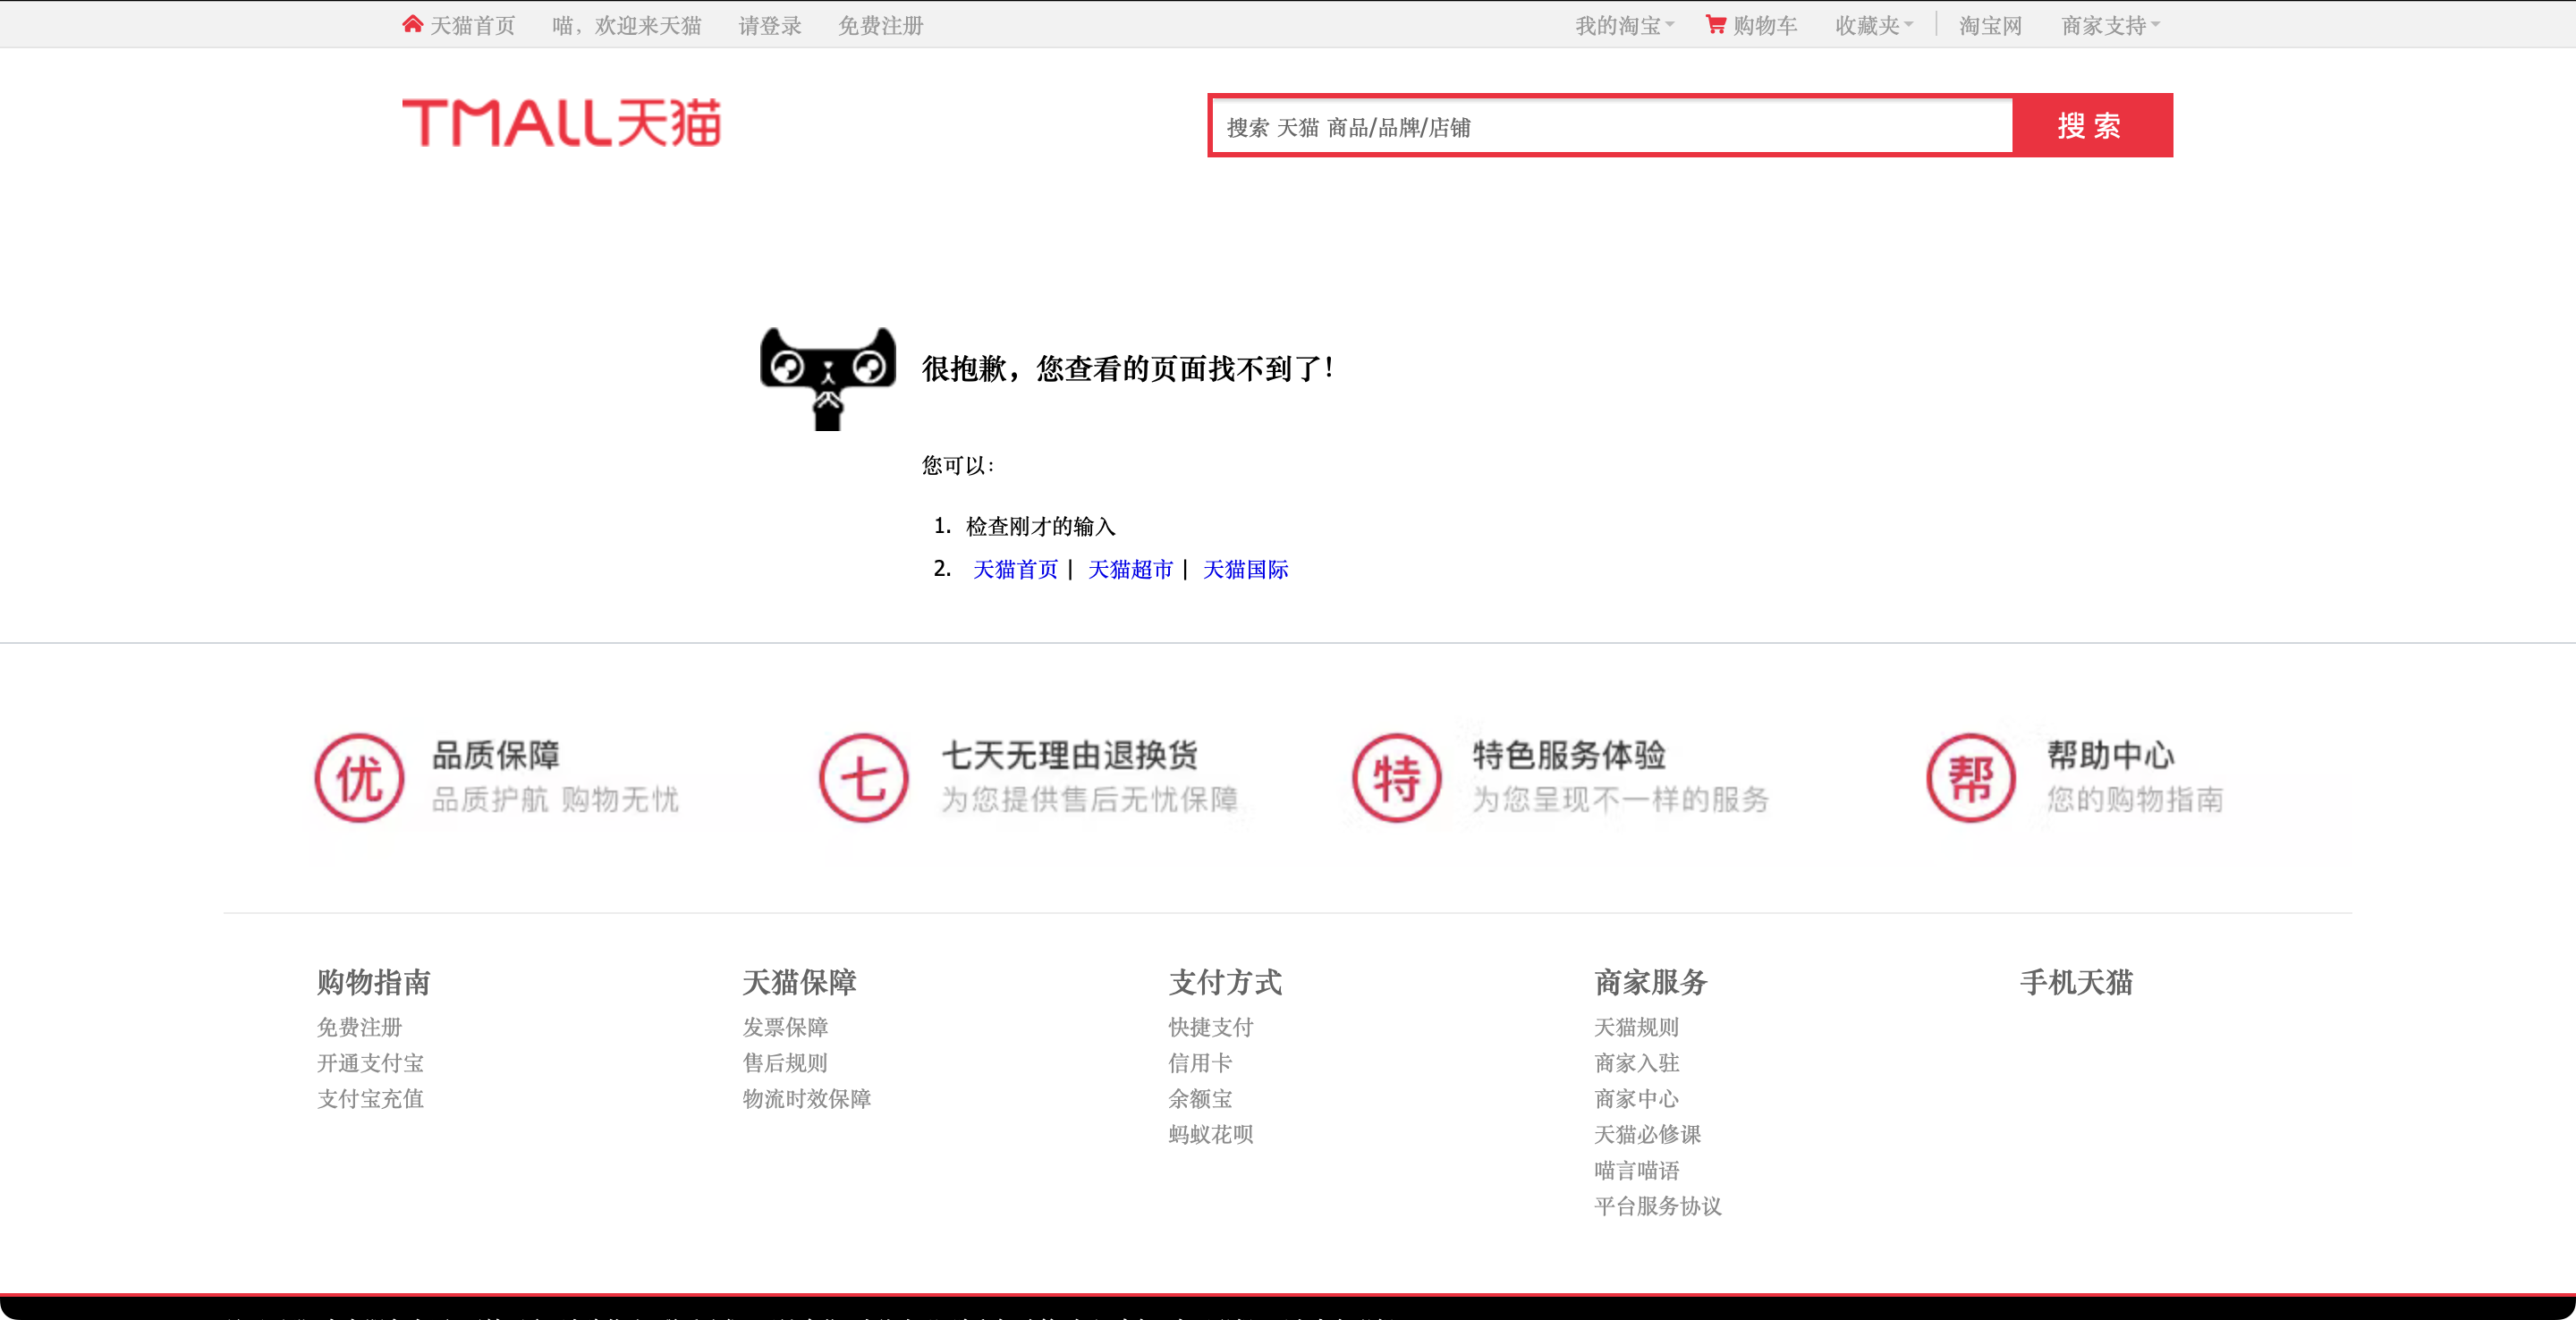 天猫首页 喵，欢迎来天猫 请登录 免费注册 我的淘宝 购物车 收藏夹 淘宝网 商家支持
TMALL天猫
搜索 天猫 商品/品牌/店铺 搜 索
很抱歉，您查看的页面找不到了！
您可以：
1. 检查刚才的输入
2. 天猫首页 | 天猫超市 | 天猫国际
优 品质保障
品质护航 购物无忧
七 七天无理由退换货
为您提供售后无忧保障
特 特色服务体验
为您呈现不一样的服务
帮 帮助中心
您的购物指南
购物指南
免费注册
开通支付宝
支付宝充值
天猫保障
发票保障
售后规则
物流时效保障
支付方式
快捷支付
信用卡
余额宝
蚂蚁花呗
商家服务
天猫规则
商家入驻
商家中心
天猫必修课
喵言喵语
平台服务协议
手机天猫